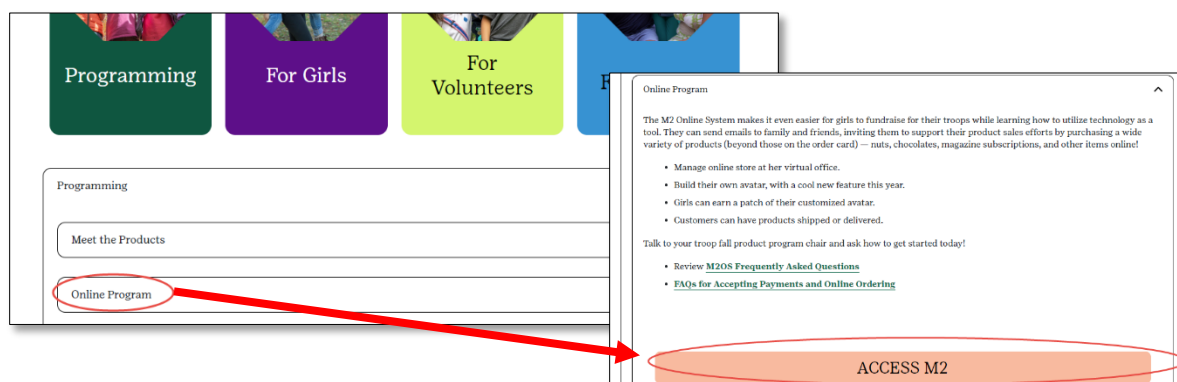 Programming
For Girls
For
Volunteers
F
Programming
Meet the Products
Online Program
Online Program
The M2 Online System makes it even easier for girls to fundraise for their troops while learning how to utilize technology as a
tool. They can send emails to family and friends, inviting them to support their product sales efforts by purchasing a wide
variety of products (beyond those on the order card) — nuts, chocolates, magazine subscriptions, and other items online!
• Manage online store at her virtual office.
• Build their own avatar, with a cool new feature this year.
• Girls can earn a patch of their customized avatar.
• Customers can have products shipped or delivered.
Talk to your troop fall product program chair and ask how to get started today!
• Review M2OS Frequently Asked Questions
• FAQs for Accepting Payments and Online Ordering
ACCESS M2